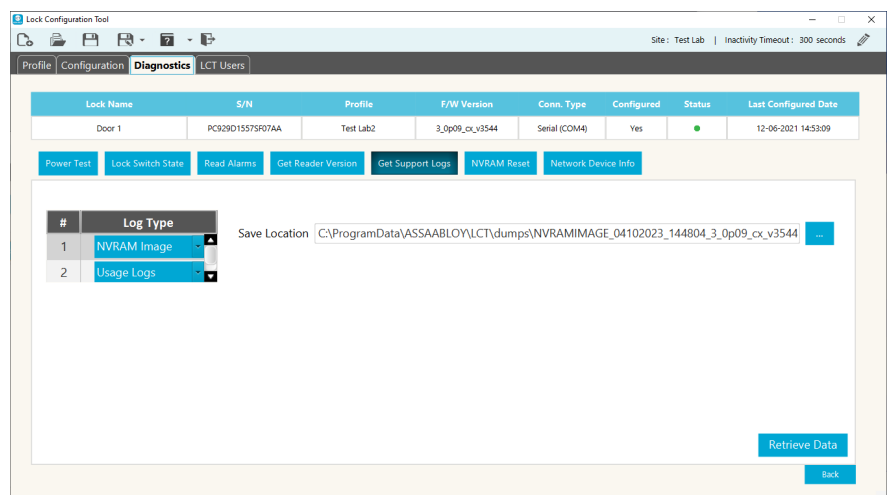 Lock Configuration Tool
Site : Test Lab | Inactivity Timeout : 300 seconds
Profile Configuration Diagnostics LCT Users
Lock Name S/N Profile F/W Version Conn. Type Configured Status Last Configured Date
Door 1 PC929D1557SF07AA Test Lab2 3_0p09_cx_v3544 Serial (COM4) Yes 12-06-2021 14:53:09
Power Test Lock Switch State Read Alarms Get Reader Version Get Support Logs NVRAM Reset Network Device Info
# Log Type
Save Location C:\ProgramData\ASSAABLOY\LCT\dumps\NVRAMIMAGE_04102023_144804_3_0p09_cx_v3544 ...
1 NVRAM Image
2 Usage Logs
Retrieve Data
Back